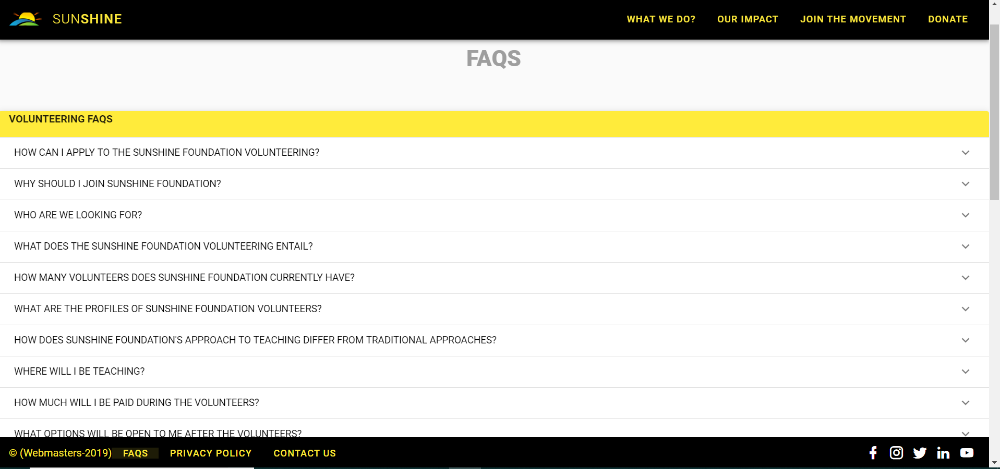 SUNSHINE
WHAT WE DO? OUR IMPACT JOIN THE MOVEMENT DONATE
FAQS
VOLUNTEERING FAQS
HOW CAN I APPLY TO THE SUNSHINE FOUNDATION VOLUNTEERING?
WHY SHOULD I JOIN SUNSHINE FOUNDATION?
WHO ARE WE LOOKING FOR?
WHAT DOES THE SUNSHINE FOUNDATION VOLUNTEERING ENTAIL?
HOW MANY VOLUNTEERS DOES SUNSHINE FOUNDATION CURRENTLY HAVE?
WHAT ARE THE PROFILES OF SUNSHINE FOUNDATION VOLUNTEERS?
HOW DOES SUNSHINE FOUNDATION'S APPROACH TO TEACHING DIFFER FROM TRADITIONAL APPROACHES?
WHERE WILL I BE TEACHING?
HOW MUCH WILL I BE PAID DURING THE VOLUNTEERS?
WHAT OPTIONS WILL BE OPEN TO ME AFTER THE VOLUNTEERS?
© (Webmasters-2019) FAQS PRIVACY POLICY CONTACT US